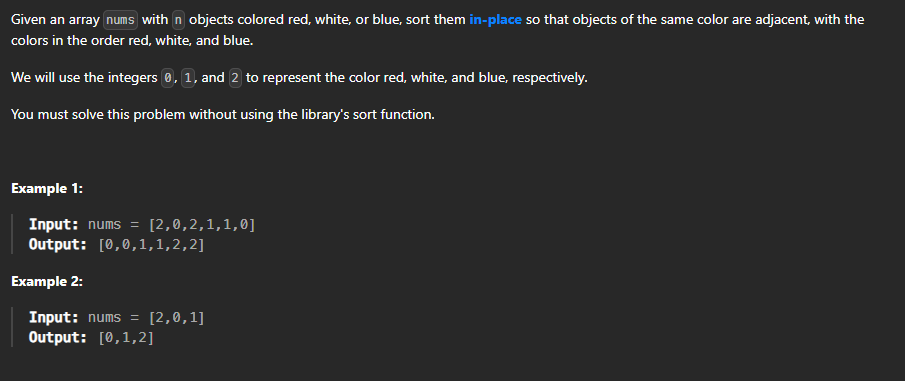 Given an array nums with n objects colored red, white, or blue, sort them in-place so that objects of the same color are adjacent, with the
colors in the order red, white, and blue.
We will use the integers 0, 1, and 2 to represent the color red, white, and blue, respectively.
You must solve this problem without using the library's sort function.
Example 1:
Input: nums = [2,0,2,1,1,0]
Output: [0,0,1,1,2,2]
Example 2:
Input: nums = [2,0,1]
Output: [0,1,2]